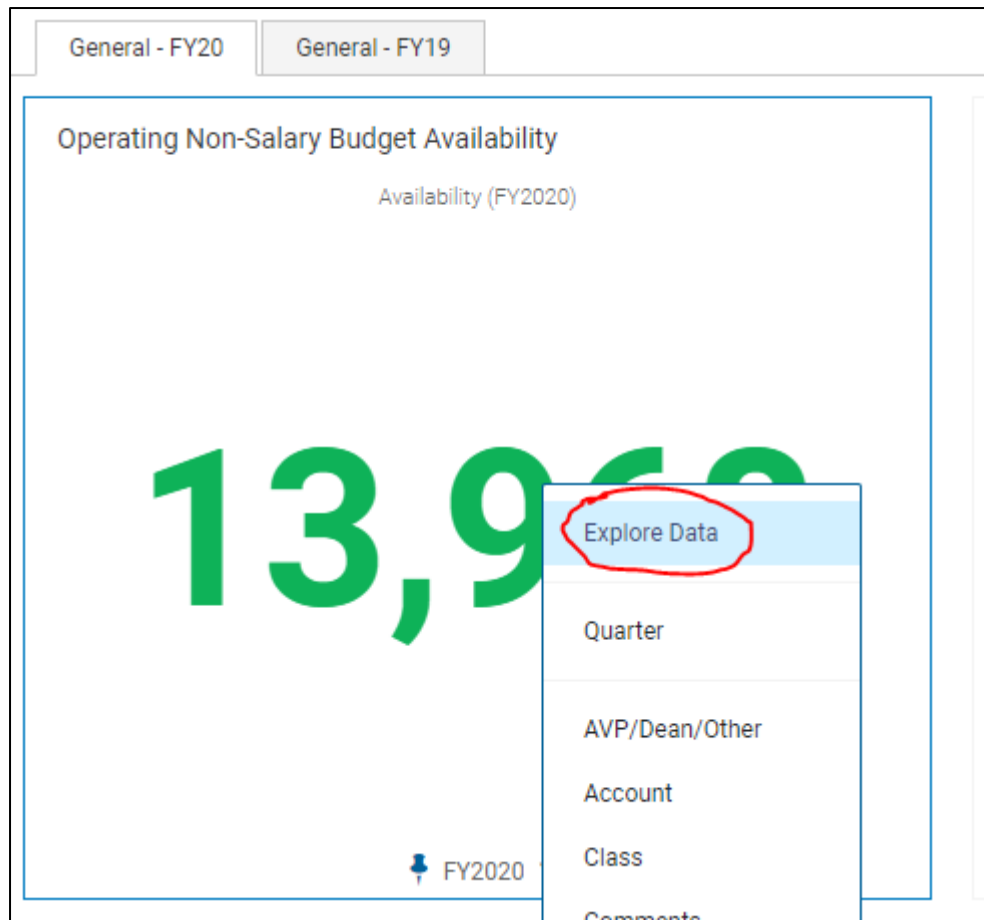 General - FY20
General - FY19
Operating Non-Salary Budget Availability
Availability (FY2020)
Explore Data
Quarter
AVP/Dean/Other
Account
Class
FY2020
Comments